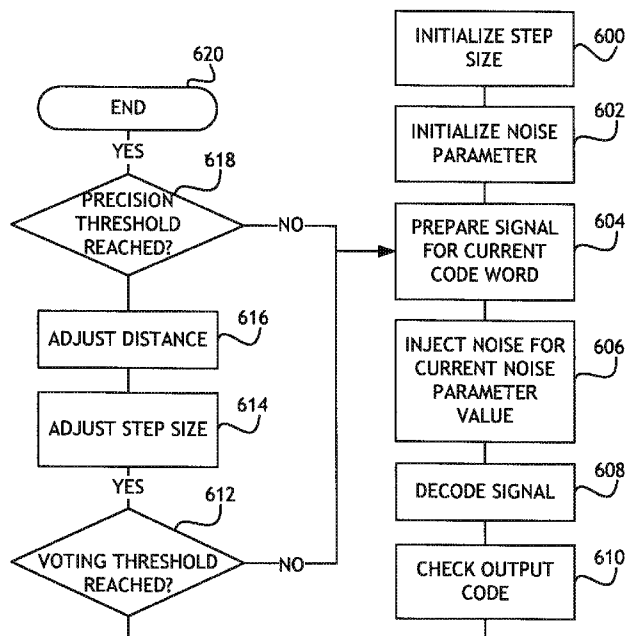 INITIALIZE STEP
SIZE
600
INITIALIZE NOISE
PARAMETER
602
PREPARE SIGNAL
FOR CURRENT
CODE WORD
604
INJECT NOISE FOR
CURRENT NOISE
PARAMETER
VALUE
606
DECODE SIGNAL
608
CHECK OUTPUT
CODE
610
620
END
YES
618
PRECISION
THRESHOLD
REACHED?
NO
616
ADJUST DISTANCE
614
ADJUST STEP SIZE
YES
612
VOTING THRESHOLD
REACHED?
NO